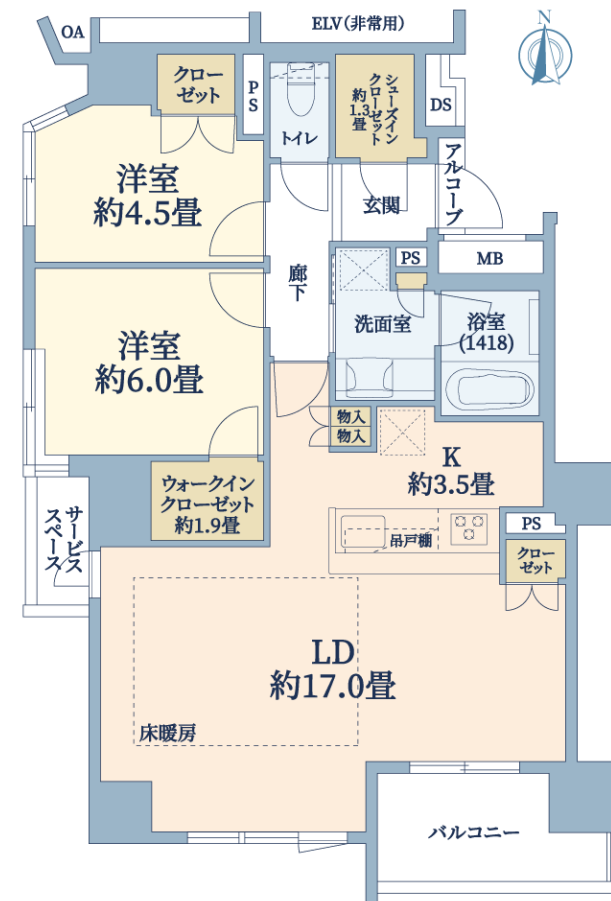 OA
ELV(非常用)
N
クロー
ゼット
PS
トイレ
シューズイン
クローゼット
約1.3畳
DS
アルコーブ
洋室
約4.5畳
玄関
廊下
PS
MB
洗面室
浴室
(1418)
洋室
約6.0畳
物入
物入
K
約3.5畳
ウォークイン
クローゼット
約1.9畳
サービス
スペース
吊戸棚
PS
クロー
ゼット
LD
約17.0畳
床暖房
バルコニー